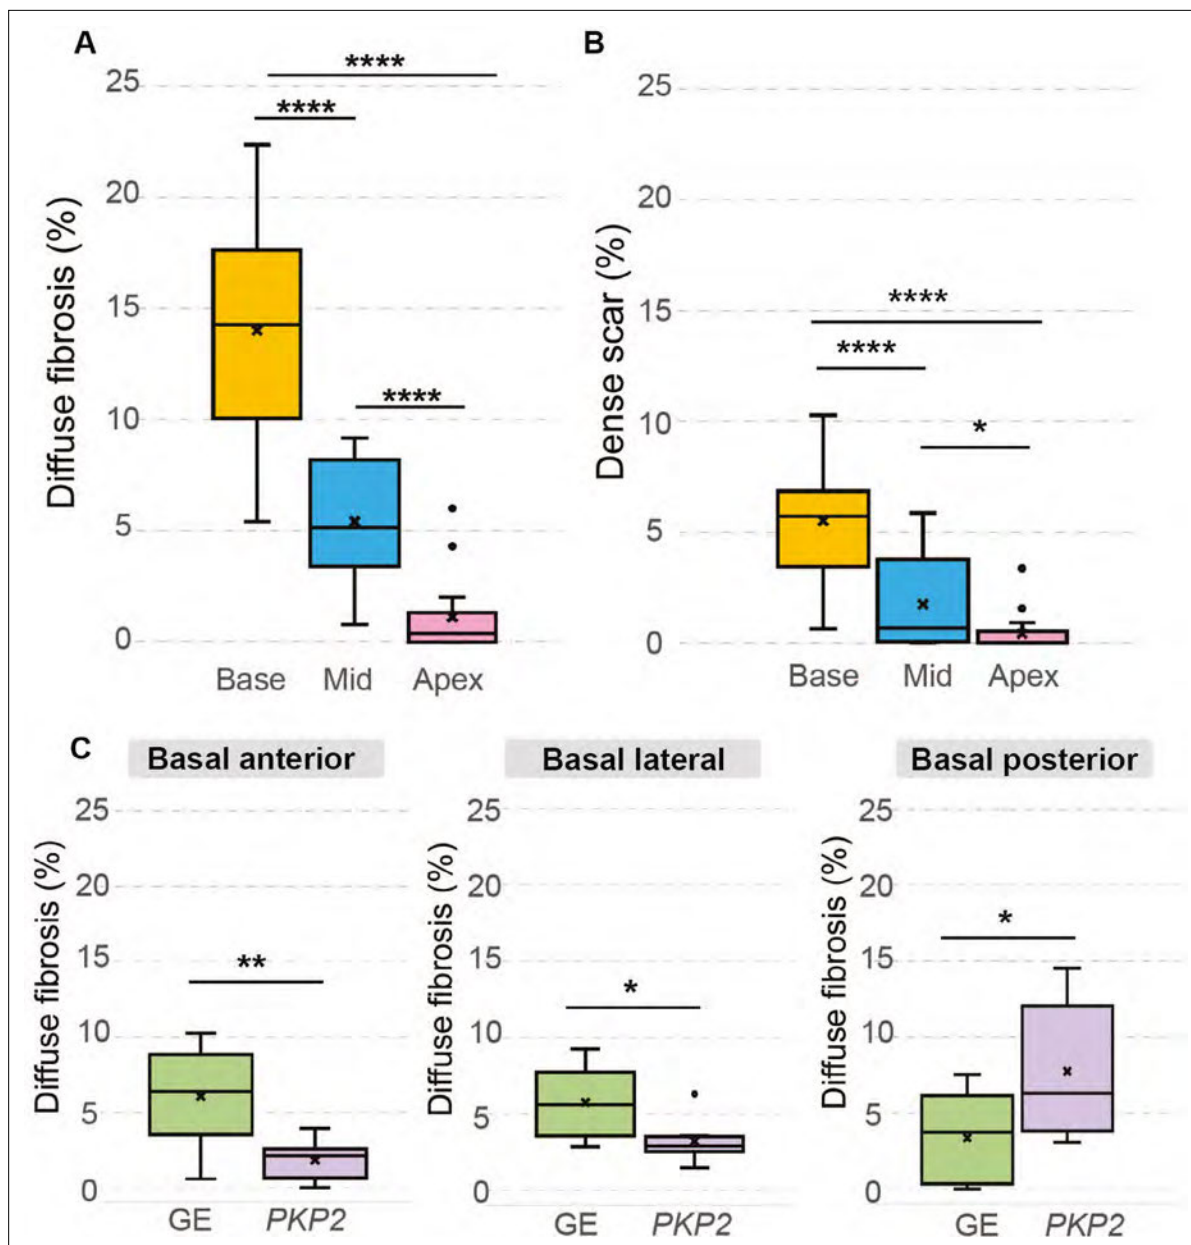 A
B
****
****
****
25
20
15
10
5
0
Diffuse fibrosis (%)
Base Mid Apex
****
****
*
25
20
15
10
5
0
Dense scar (%)
Base Mid Apex
C
Basal anterior
Basal lateral
Basal posterior
**
25
20
15
10
5
0
Diffuse fibrosis (%)
GE PKP2
*
25
20
15
10
5
0
Diffuse fibrosis (%)
GE PKP2
*
25
20
15
10
5
0
Diffuse fibrosis (%)
GE PKP2